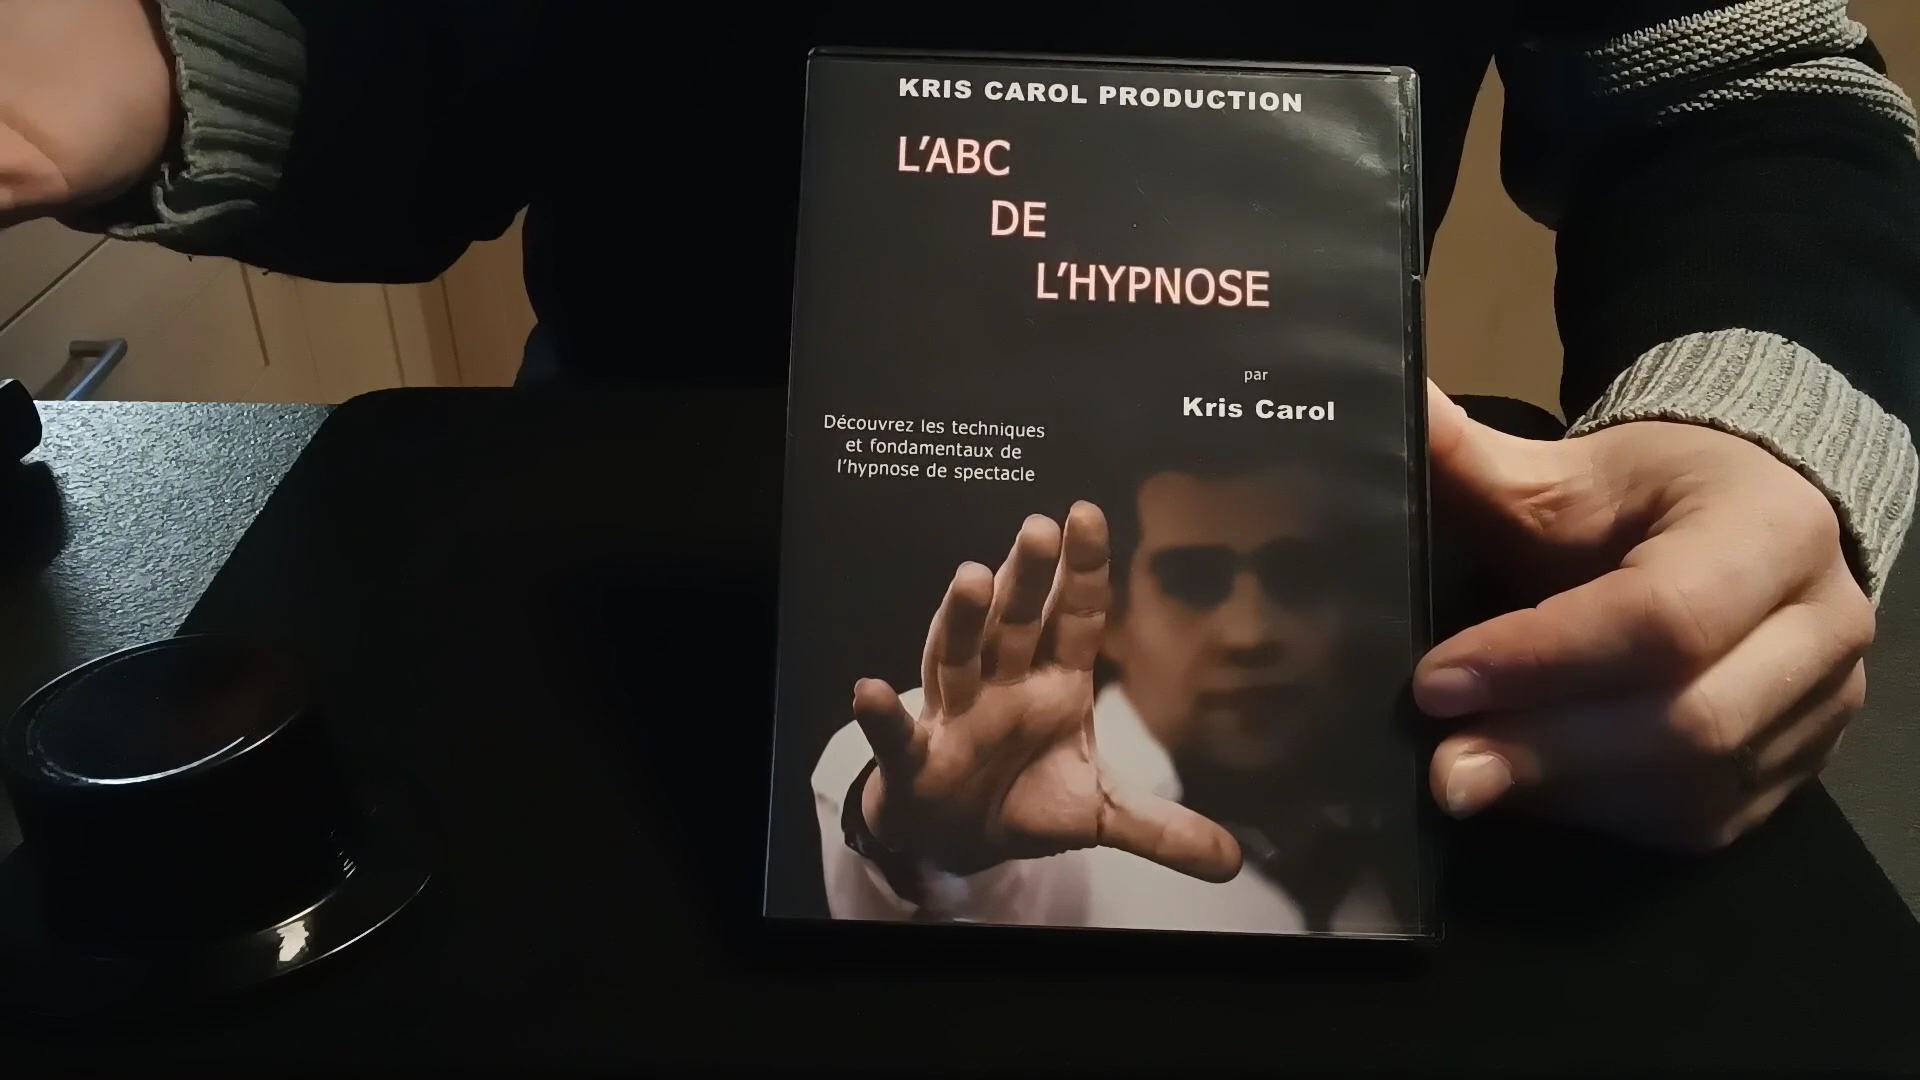 KRIS CAROL PRODUCTION
L'ABC
DE
L'HYPNOSE
par
Kris Carol
Découvrez les techniques
et fondamentaux de
l'hypnose de spectacle